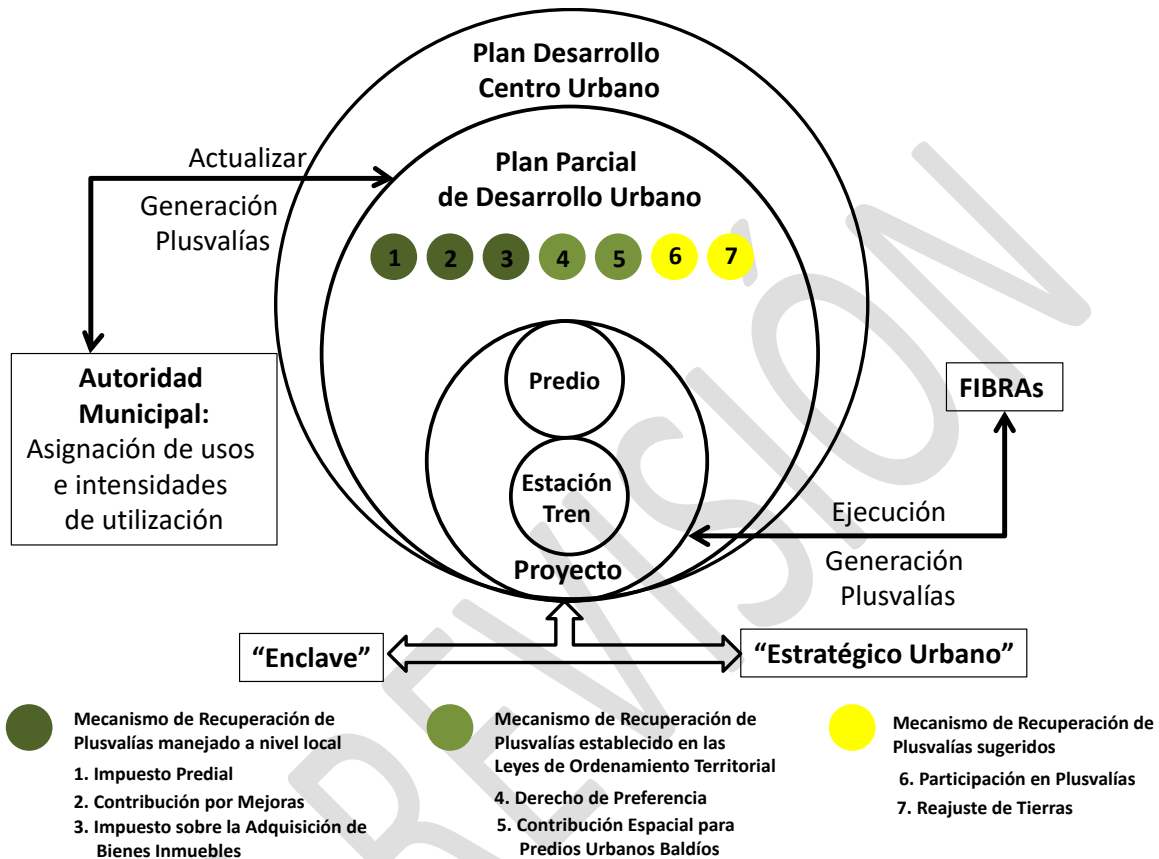 Plan Desarrollo
Centro Urbano
Actualizar
Generación
Plusvalías
Plan Parcial
de Desarrollo Urbano
1 2 3 4 5 6 7
Autoridad
Municipal:
Asignación de usos
e intensidades
de utilización
Predio
Estación
Tren
Proyecto
FIBRAs
Ejecución
Generación
Plusvalías
“Enclave”
“Estratégico Urbano”
Mecanismo de Recuperación de
Plusvalías manejado a nivel local
1. Impuesto Predial
2. Contribución por Mejoras
3. Impuesto sobre la Adquisición de
Bienes Inmuebles
Mecanismo de Recuperación de
Plusvalías establecido en las
Leyes de Ordenamiento Territorial
4. Derecho de Preferencia
5. Contribución Espacial para
Predios Urbanos Baldíos
Mecanismo de Recuperación de
Plusvalías sugeridos
6. Participación en Plusvalías
7. Reajuste de Tierras
REVISIÓN